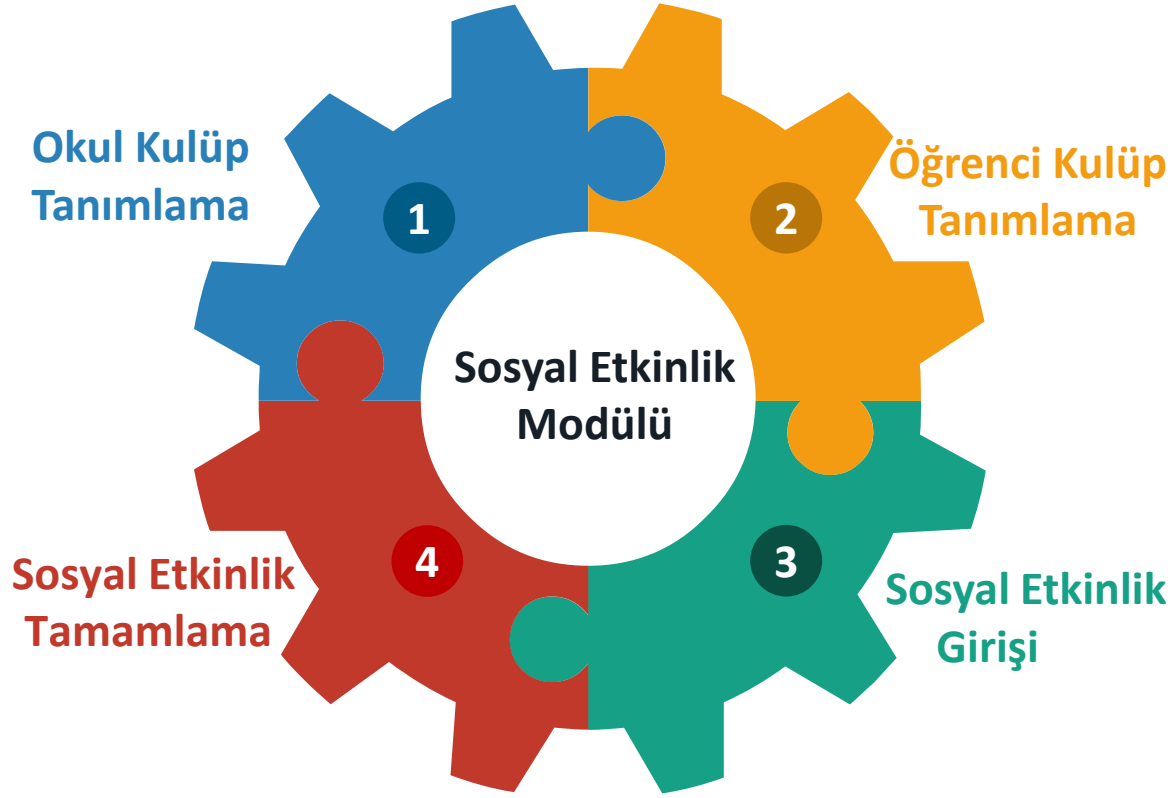 Okul Kulüp
Tanımlama
1
2
Öğrenci Kulüp
Tanımlama
Sosyal Etkinlik
Modülü
Sosyal Etkinlik
Tamamlama
4
3
Sosyal Etkinlik
Girişi